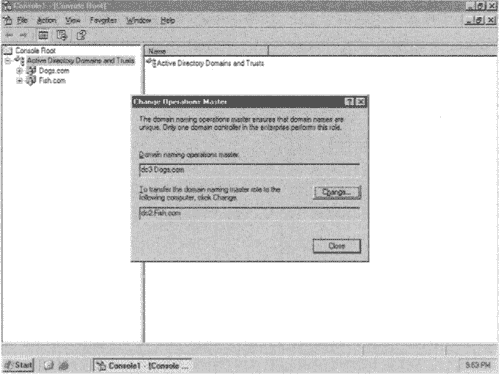 Console1 - [Console Root]
File Action View Favorites Window Help
Console Root
Active Directory Domains and Trusts
Dogs.com
Fish.com
Name
Active Directory Domains and Trusts
Change Operations Master
The domain naming operations master ensures that domain names are
unique. Only one domain controller in the enterprise performs this role.
Domain naming operations master:
dc3.Dogs.com
To transfer the domain naming master role to the
following computer, click Change.
Change...
dc2.Fish.com
Close
Start
Console1 - [Console ...
9:53 PM